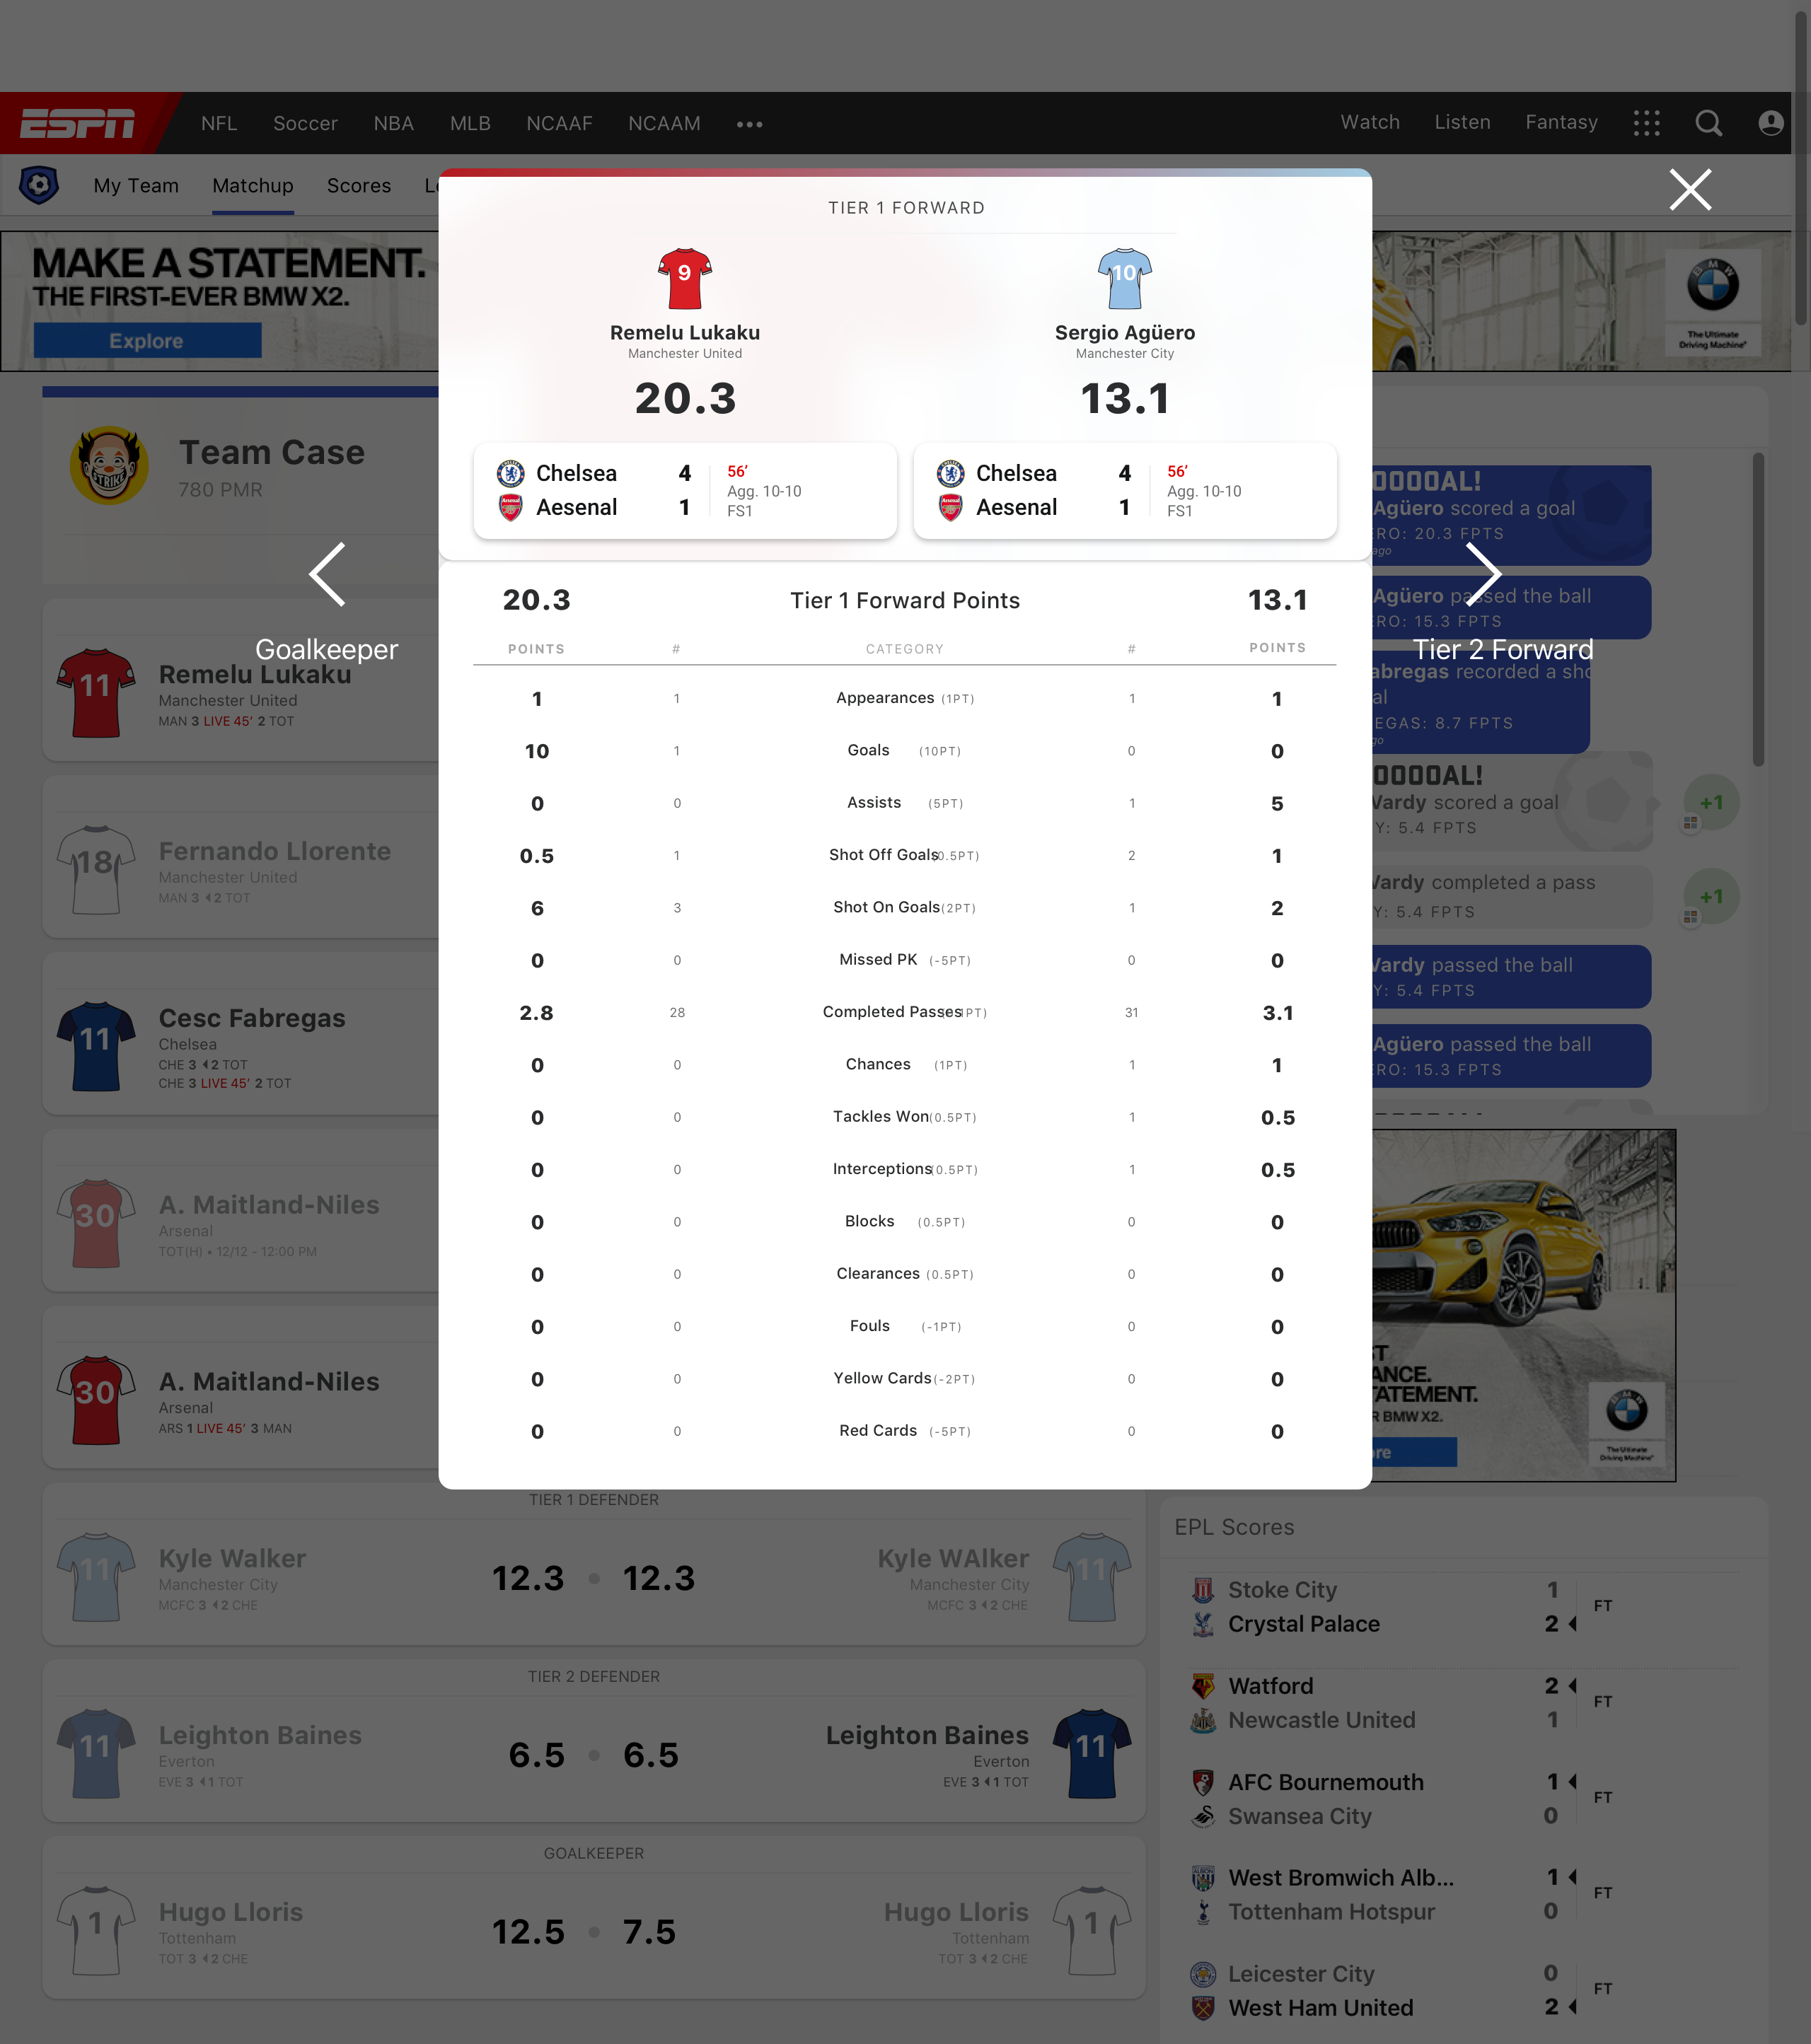 ESPN NFL Soccer NBA MLB NCAAF NCAAM ••• Watch Listen Fantasy
My Team Matchup Scores
MAKE A STATEMENT.
THE FIRST-EVER BMW X2.
Explore
BMW
The Ultimate
Driving Machine®
TIER 1 FORWARD
9
Remelu Lukaku
Manchester United
20.3
10
Sergio Agüero
Manchester City
13.1
Chelsea 4 56’
Agg. 10-10
Aesenal 1 FS1
Chelsea 4 56’
Agg. 10-10
Aesenal 1 FS1
20.3 Tier 1 Forward Points 13.1
POINTS # CATEGORY # POINTS
1 1 Appearances (1PT) 1 1
10 1 Goals (10PT) 0 0
0 0 Assists (5PT) 1 5
0.5 1 Shot Off Goals (0.5PT) 2 1
6 3 Shot On Goals (2PT) 1 2
0 0 Missed PK (-5PT) 0 0
2.8 28 Completed Passes 31 3.1
0 0 Chances (1PT) 1 1
0 0 Tackles Won (0.5PT) 1 0.5
0 0 Interceptions (0.5PT) 1 0.5
0 0 Blocks (0.5PT) 0 0
0 0 Clearances (0.5PT) 0 0
0 0 Fouls (-1PT) 0 0
0 0 Yellow Cards (-2PT) 0 0
0 0 Red Cards (-5PT) 0 0
Goalkeeper
Tier 2 Forward
STRIKE
Team Case
780 PMR
11
Remelu Lukaku
Manchester United
MAN 3 LIVE 45’ 2 TOT
18
Fernando Llorente
Manchester United
MAN 3 2 TOT
11
Cesc Fabregas
Chelsea
CHE 3 2 TOT
CHE 3 LIVE 45’ 2 TOT
30
A. Maitland-Niles
Arsenal
TOT(H) • 12/12 - 12:00 PM
30
A. Maitland-Niles
Arsenal
ARS 1 LIVE 45’ 3 MAN
OOOOAL!
Agüero scored a goal
RO: 20.3 FPTS
ago
Agüero passed the ball
RO: 15.3 FPTS
abregas recorded a sho
al
EGAS: 8.7 FPTS
go
OOOOAL!
Vardy scored a goal
Y: 5.4 FPTS
+1
Vardy completed a pass
Y: 5.4 FPTS
+1
Vardy passed the ball
Y: 5.4 FPTS
Agüero passed the ball
RO: 15.3 FPTS
ST
ANCE.
TATEMENT.
R BMW X2.
ore
BMW
The Ultimate
Driving Machine®
TIER 1 DEFENDER
11
Kyle Walker
Manchester City
MCFC 3 2 CHE
12.3 • 12.3
Kyle WAlker
Manchester City
MCFC 3 2 CHE
11
TIER 2 DEFENDER
11
Leighton Baines
Everton
EVE 3 1 TOT
6.5 • 6.5
Leighton Baines
Everton
EVE 3 1 TOT
11
GOALKEEPER
1
Hugo Lloris
Tottenham
TOT 3 2 CHE
12.5 • 7.5
Hugo Lloris
Tottenham
TOT 3 2 CHE
1
EPL Scores
Stoke City 1
Crystal Palace 2
FT
Watford 2
Newcastle United 1
FT
AFC Bournemouth 1
Swansea City 0
FT
West Bromwich Alb... 1
Tottenham Hotspur 0
FT
Leicester City 0
West Ham United 2
FT